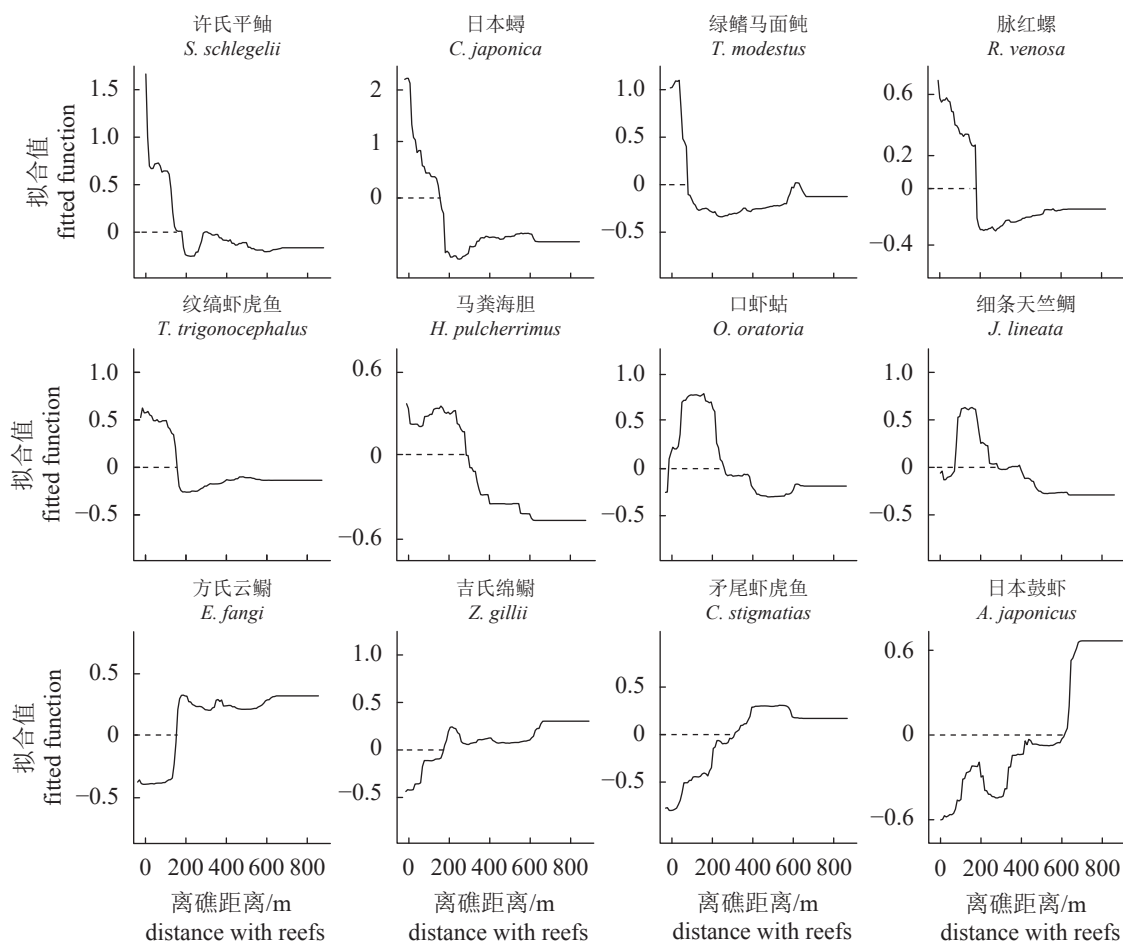 许氏平鲉
S. schlegelii
日本蟳
C. japonica
绿鳍马面鲀
T. modestus
脉红螺
R. venosa
拟合值
fitted function
1.5
1.0
0.5
0
2
1
0
2
1.0
0.5
0
−0.5
0.6
0.2
0
−0.4
纹缟虾虎鱼
T. trigonocephalus
马粪海胆
H. pulcherrimus
口虾蛄
O. oratoria
细条天竺鲷
J. lineata
拟合值
fitted function
1.0
0.5
0
−0.5
0.6
0
−0.6
1.0
0.5
0
−0.5
1.0
0.5
0
−0.5
方氏云鳚
E. fangi
吉氏绵鳚
Z. gillii
矛尾虾虎鱼
C. stigmatias
日本鼓虾
A. japonicus
拟合值
fitted function
0.5
0
−0.5
1.0
0.5
0
0.5
0.5
0
−0.5
0.6
0
−0.6
0 200 400 600 800
0 200 400 600 800
0 200 400 600 800
0 200 400 600 800
离礁距离/m
distance with reefs
离礁距离/m
distance with reefs
离礁距离/m
distance with reefs
离礁距离/m
distance with reefs